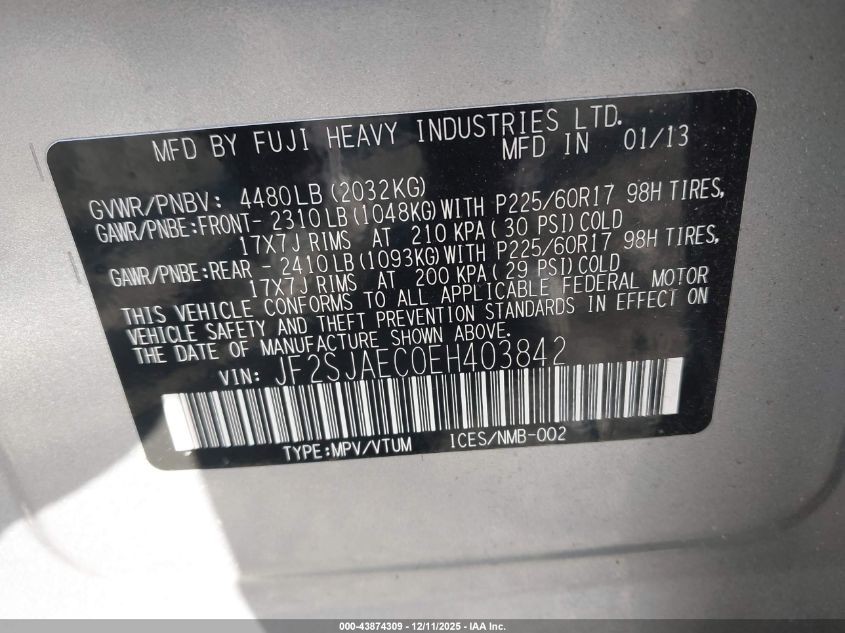 MFD BY FUJI HEAVY INDUSTRIES LTD.
MFD IN 01/13
GVWR/PNBV: 4480LB(2032KG)
GAWR/PNBE:FRONT- 2310LB(1048KG)WITH P225/60R17 98H TIRES,
17X7J RIMS AT 210 KPA( 30 PSI)COLD
GAWR/PNBE:REAR - 2410LB(1093KG)WITH P225/60R17 98H TIRES,
17X7J RIMS AT 200 KPA( 29 PSI)COLD
THIS VEHICLE CONFORMS TO ALL APPLICABLE FEDERAL MOTOR
VEHICLE SAFETY AND THEFT PREVENTION STANDARDS IN EFFECT ON
THE DATE OF MANUFACTURE SHOWN ABOVE.
VIN: JF2SJAEC0EH403842
TYPE:MPV/VTUM ICES/NMB-002
000-43874309 - 12/11/2025 - IAA Inc.